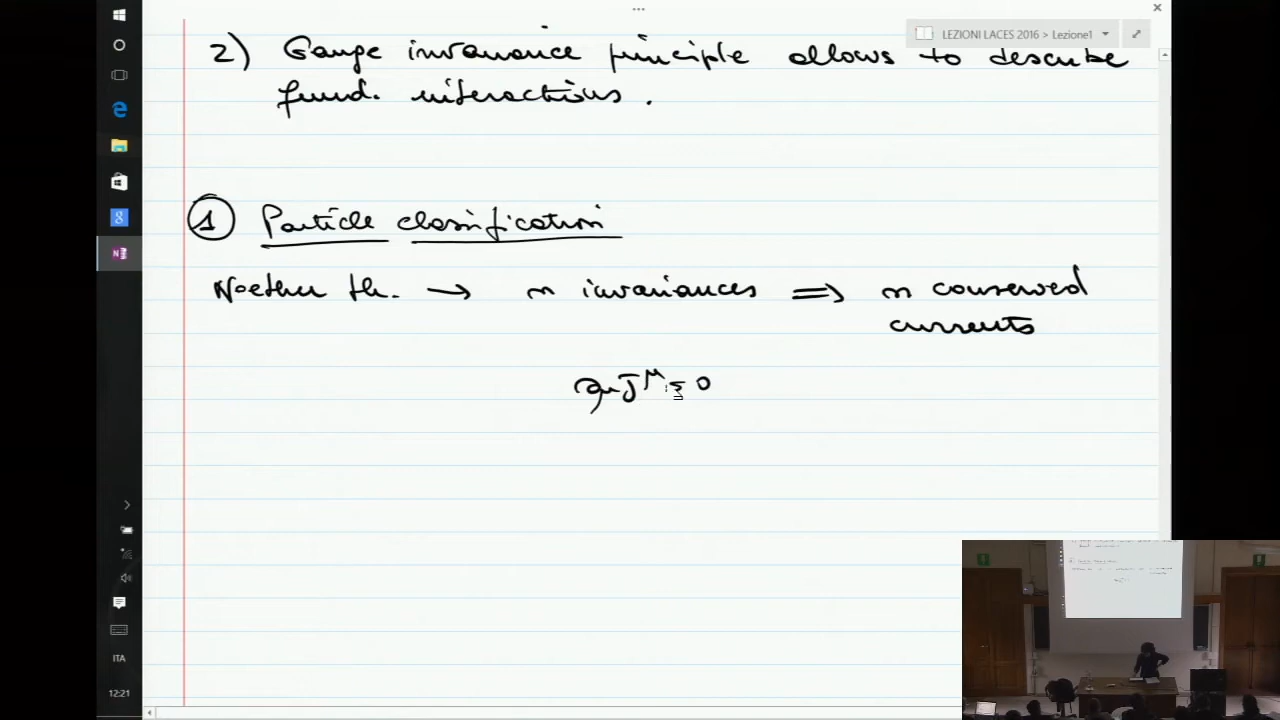 LEZIONI LACES 2016 > Lezione1
2) Gauge invariance principle allows to describe
fund. interactions.
1 Particle classification
Noether th. → n invariances ⇒ n conserved
currents
∂μJ^μ = 0
ITA
12:21